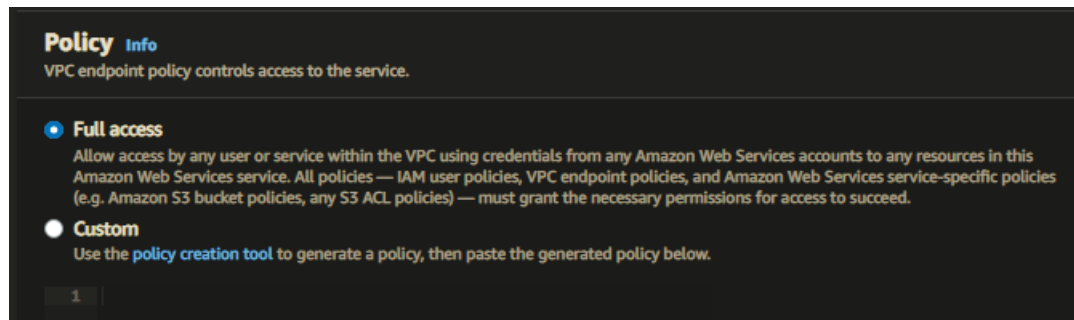 Policy Info
VPC endpoint policy controls access to the service.
Full access
Allow access by any user or service within the VPC using credentials from any Amazon Web Services accounts to any resources in this
Amazon Web Services service. All policies — IAM user policies, VPC endpoint policies, and Amazon Web Services service-specific policies
(e.g. Amazon S3 bucket policies, any S3 ACL policies) — must grant the necessary permissions for access to succeed.
Custom
Use the policy creation tool to generate a policy, then paste the generated policy below.
1